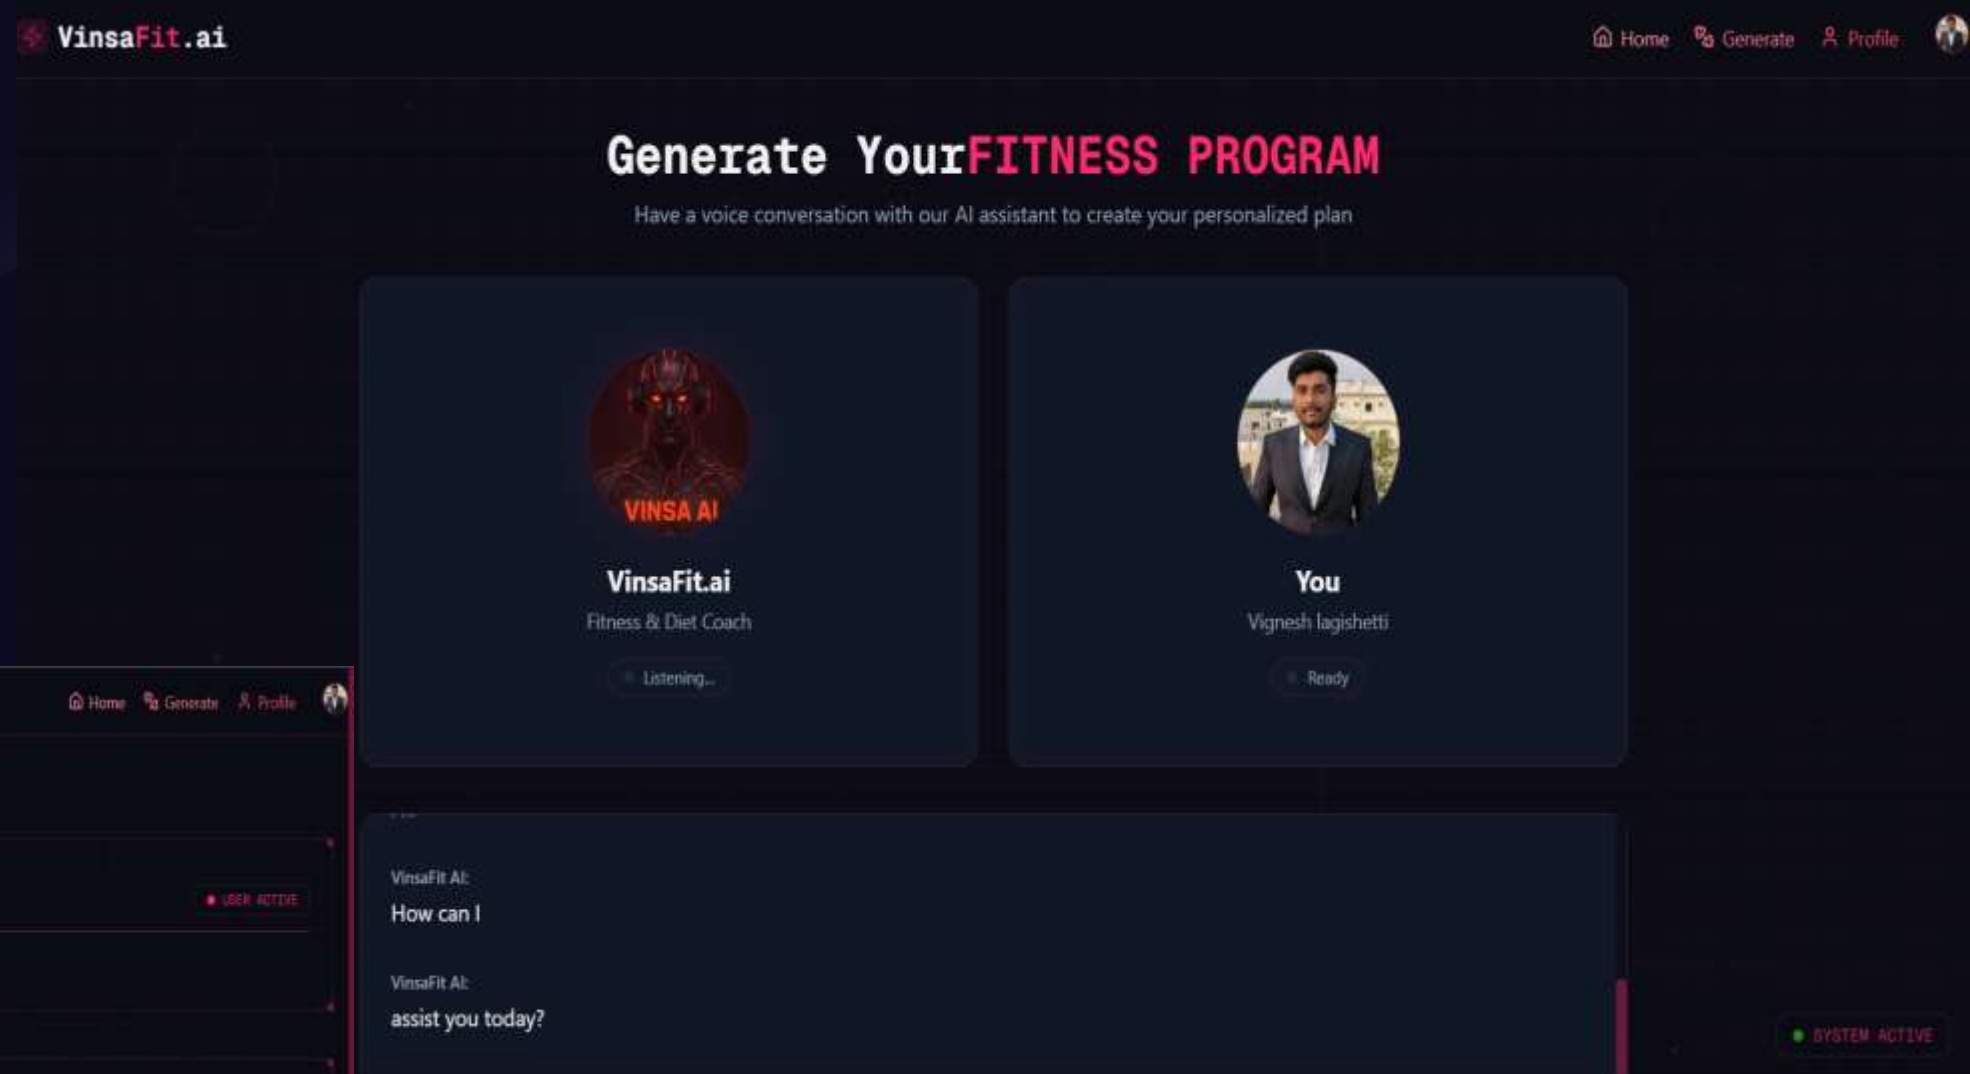 VinsaFit.ai
Home Generate Profile
Generate YourFITNESS PROGRAM
Have a voice conversation with our AI assistant to create your personalized plan
VINSA AI
VinsaFit.ai
Fitness & Diet Coach
Listening...
You
Vignesh lagishetti
Ready
Home Generate Profile
USER ACTIVE
VinsaFit AI:
How can I
VinsaFit AI:
assist you today?
SYSTEM ACTIVE